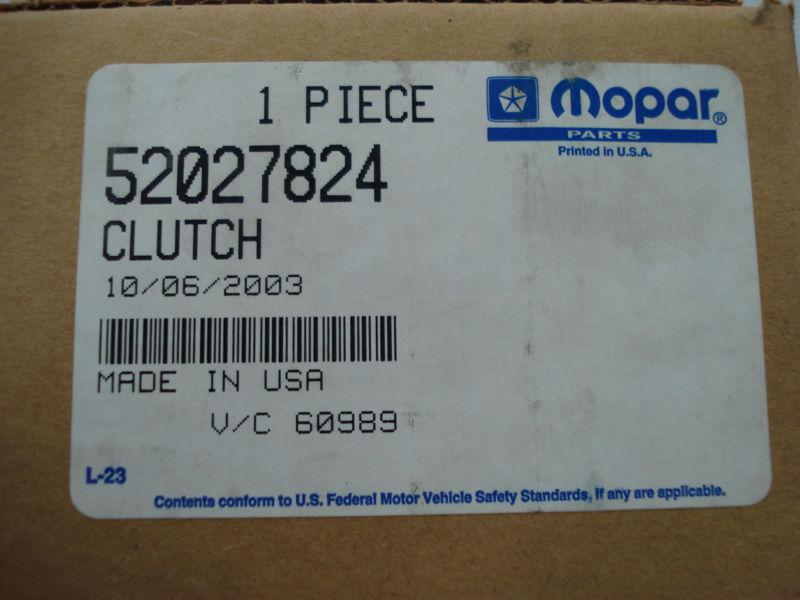 1 PIECE
Mopar®
PARTS
Printed in U.S.A.
52027824
CLUTCH
10/06/2003
MADE IN USA
V/C 60989
L-23
Contents conform to U.S. Federal Motor Vehicle Safety Standards, If any are applicable.